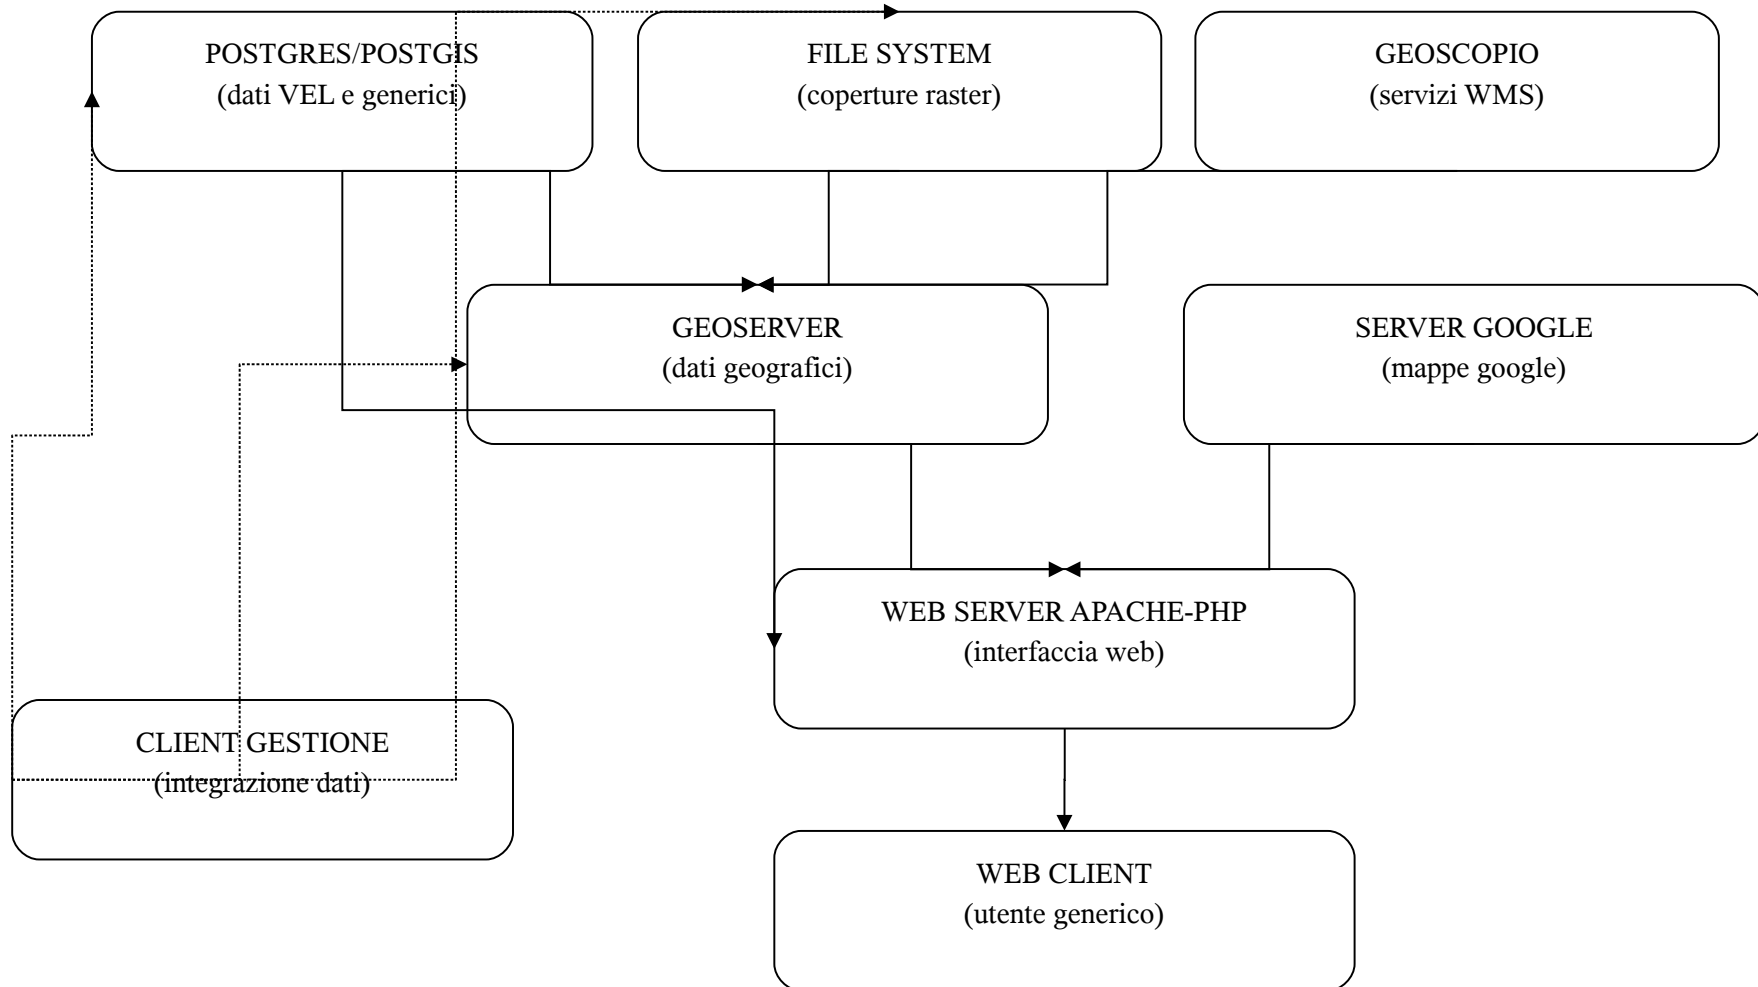 POSTGRES/POSTGIS
(dati VEL e generici)
FILE SYSTEM
(coperture raster)
GEOSCOPIO
(servizi WMS)
GEOSERVER
(dati geografici)
SERVER GOOGLE
(mappe google)
WEB SERVER APACHE-PHP
(interfaccia web)
CLIENT GESTIONE
(integrazione dati)
WEB CLIENT
(utente generico)